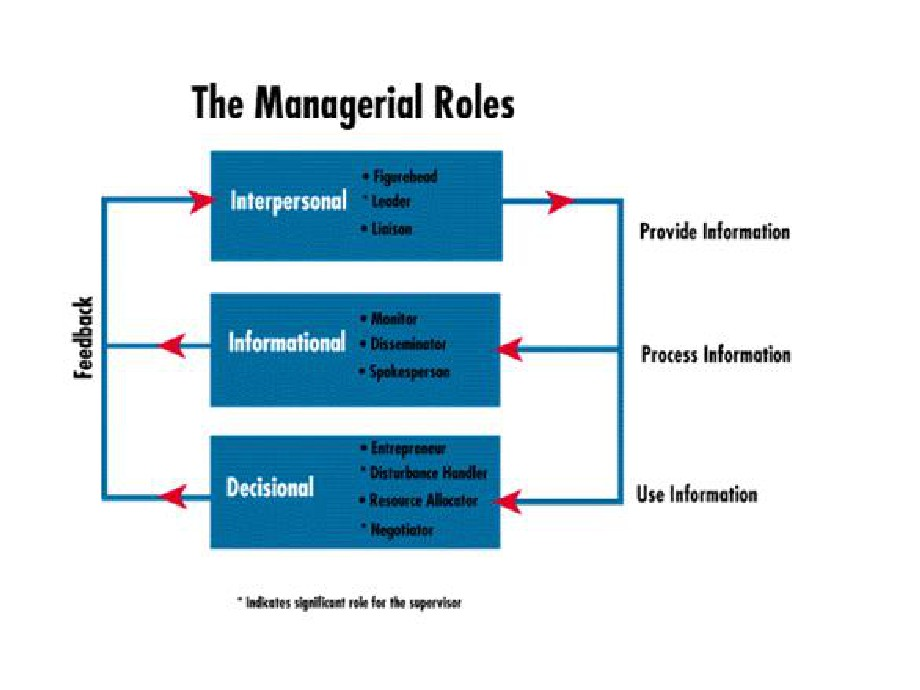 The Managerial Roles
Interpersonal
• Figurehead
* Leader
• Liaison
Provide Information
Feedback
Informational
• Monitor
• Disseminator
• Spokesperson
Process Information
Decisional
• Entrepreneur
* Disturbance Handler
• Resource Allocator
* Negotiator
Use Information
* Indicates significant role for the supervisor